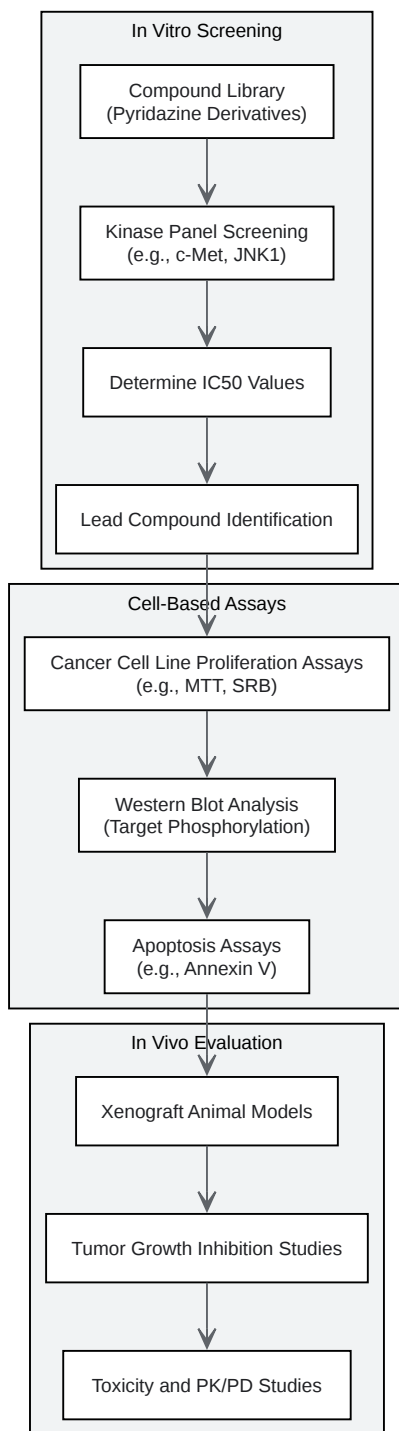 In Vitro Screening
Compound Library
(Pyridazine Derivatives)
Kinase Panel Screening
(e.g., c-Met, JNK1)
Determine IC50 Values
Lead Compound Identification
Cell-Based Assays
Cancer Cell Line Proliferation Assays
(e.g., MTT, SRB)
Western Blot Analysis
(Target Phosphorylation)
Apoptosis Assays
(e.g., Annexin V)
In Vivo Evaluation
Xenograft Animal Models
Tumor Growth Inhibition Studies
Toxicity and PK/PD Studies